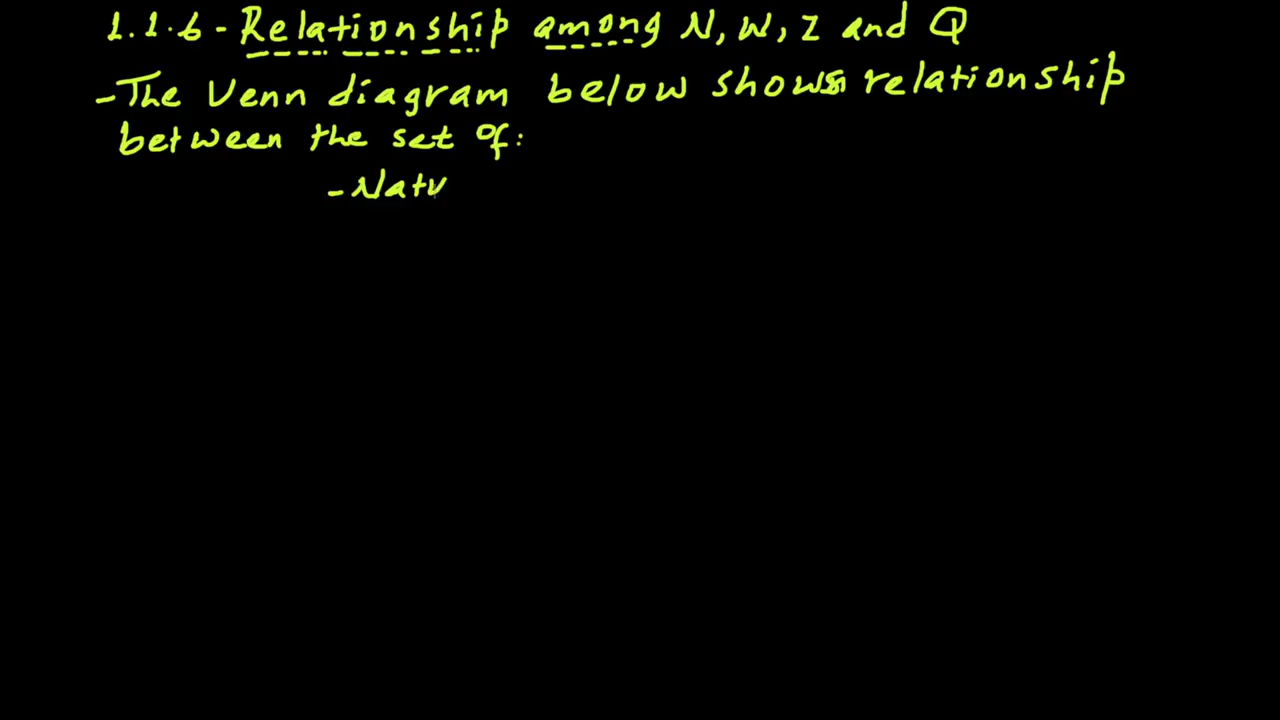 1.1.6 - Relationship among N, W, Z and Q
- The Venn diagram below shows relationship
between the set of:
- Natu